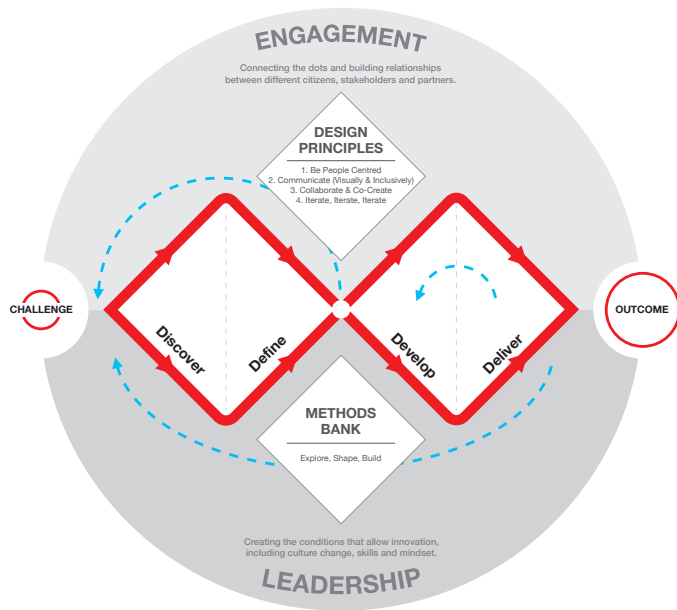 ENGAGEMENT
Connecting the dots and building relationships
between different citizens, stakeholders and partners.
DESIGN
PRINCIPLES
1. Be People Centred
2. Communicate (Visually & Inclusively)
3. Collaborate & Co-Create
4. Iterate, Iterate, Iterate
CHALLENGE
OUTCOME
Discover
Define
Develop
Deliver
METHODS
BANK
Explore, Shape, Build
Creating the conditions that allow innovation,
including culture change, skills and mindset.
LEADERSHIP